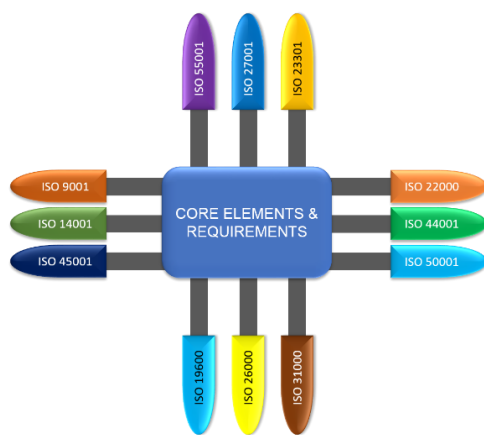 ISO 55001
ISO 27001
ISO 23301
ISO 9001
ISO 14001
ISO 45001
CORE ELEMENTS &
REQUIREMENTS
ISO 22000
ISO 44001
ISO 50001
ISO 19600
ISO 26000
ISO 31000